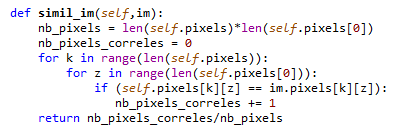 def simil_im(self,im):
    nb_pixels = len(self.pixels)*len(self.pixels[0])
    nb_pixels_correles = 0
    for k in range(len(self.pixels)):
        for z in range(len(self.pixels[0])):
            if (self.pixels[k][z] == im.pixels[k][z]):
                nb_pixels_correles += 1
    return nb_pixels_correles/nb_pixels